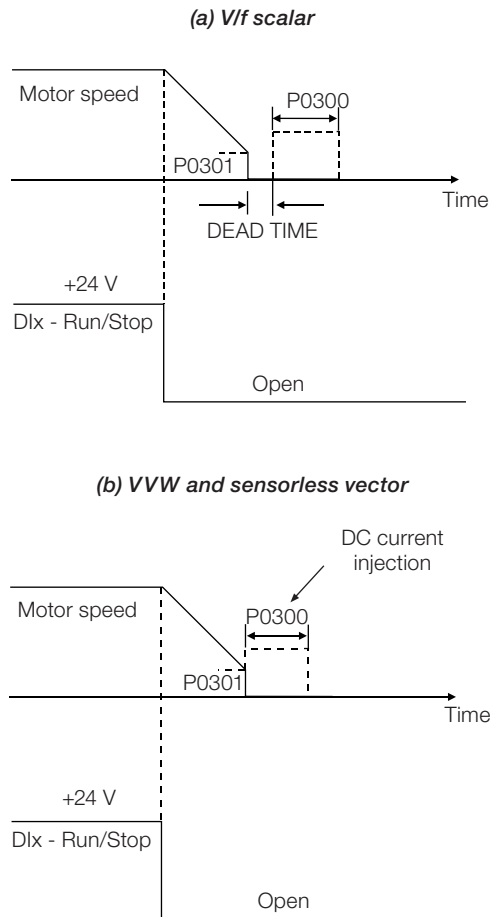 (a) V/f scalar
Motor speed
P0300
P0301
Time
DEAD TIME
+24 V
DIx - Run/Stop
Open
(b) VVW and sensorless vector
DC current
injection
Motor speed
P0300
P0301
Time
+24 V
DIx - Run/Stop
Open